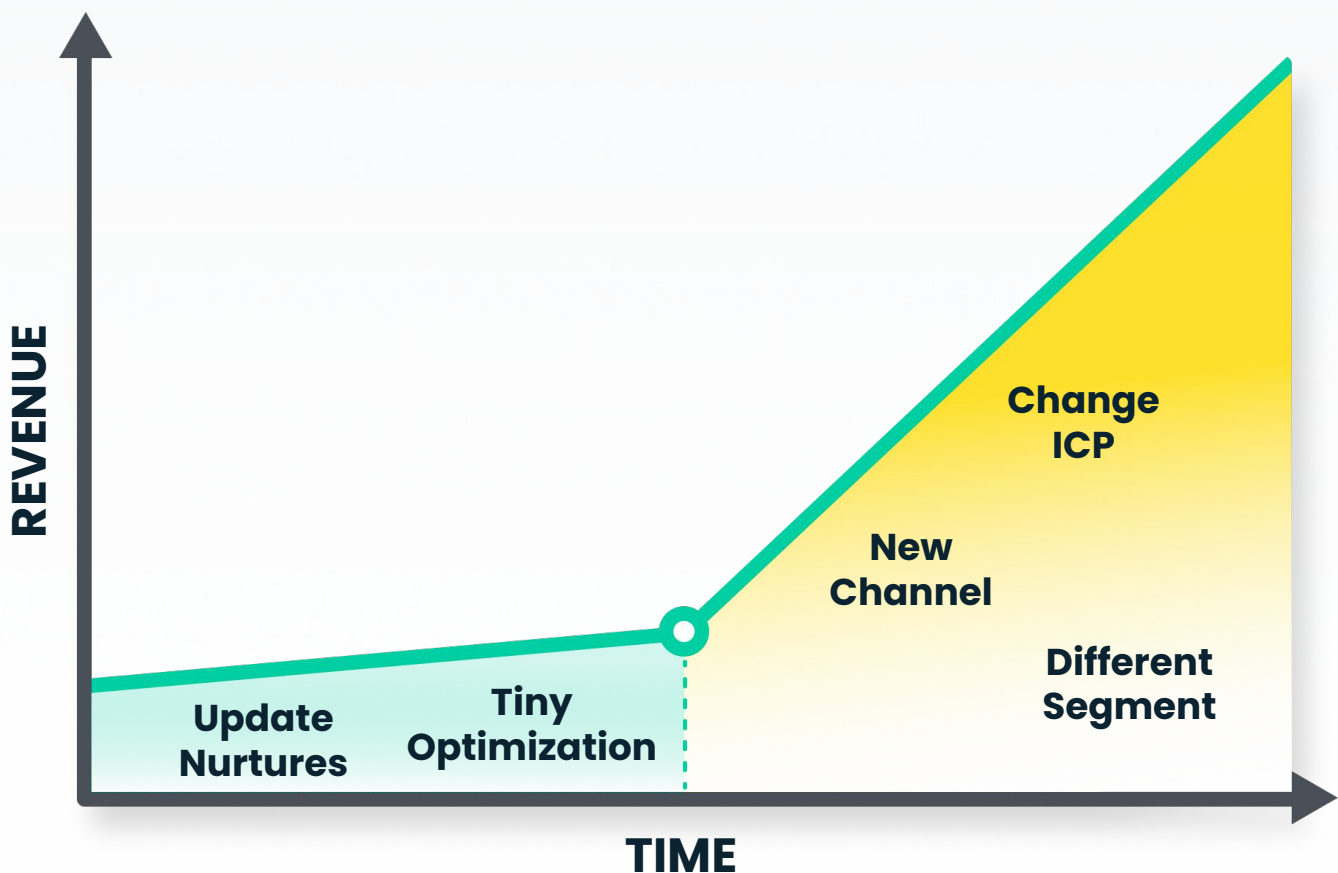 REVENUE
Change
ICP
New
Channel
Different
Segment
Update
Nurtures
Tiny
Optimization
TIME